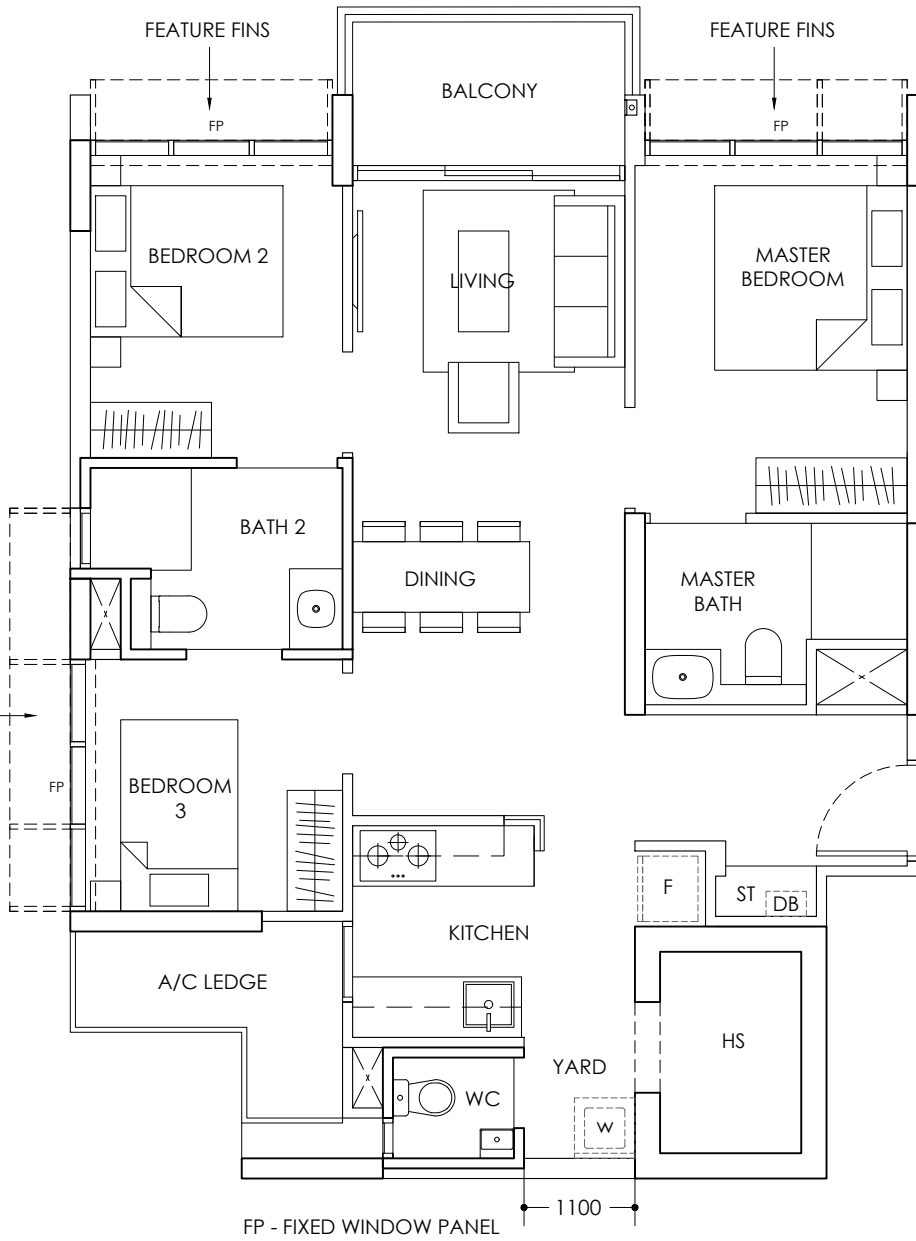 FEATURE FINS
FEATURE FINS
BALCONY
FP
FP
BEDROOM 2
LIVING
MASTER
BEDROOM
BATH 2
DINING
MASTER
BATH
FP
BEDROOM
3
F
ST
DB
KITCHEN
A/C LEDGE
HS
YARD
WC
W
1100
FP - FIXED WINDOW PANEL